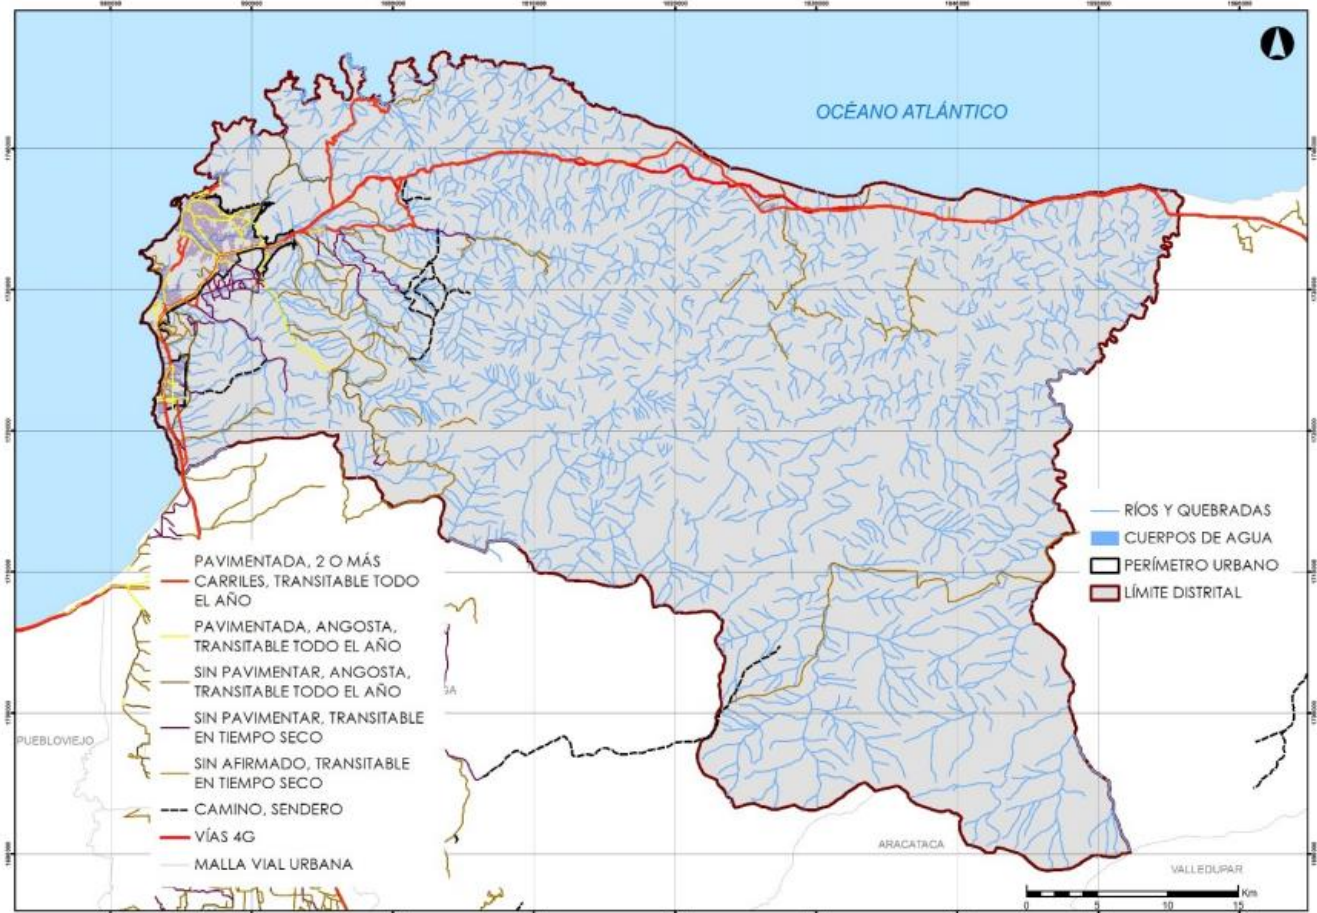 OCÉANO ATLÁNTICO
RÍOS Y QUEBRADAS
CUERPOS DE AGUA
PERÍMETRO URBANO
LÍMITE DISTRITAL
PAVIMENTADA, 2 O MÁS
CARRILES, TRANSITABLE TODO
EL AÑO
PAVIMENTADA, ANGOSTA,
TRANSITABLE TODO EL AÑO
SIN PAVIMENTAR, ANGOSTA,
TRANSITABLE TODO EL AÑO
SIN PAVIMENTAR, TRANSITABLE
EN TIEMPO SECO
SIN AFIRMADO, TRANSITABLE
EN TIEMPO SECO
CAMINO, SENDERO
VÍAS 4G
MALLA VIAL URBANA
PUEBLOVIEJO
GA
ARACATACA
VALLEDUPAR
Km
0 5 10 15